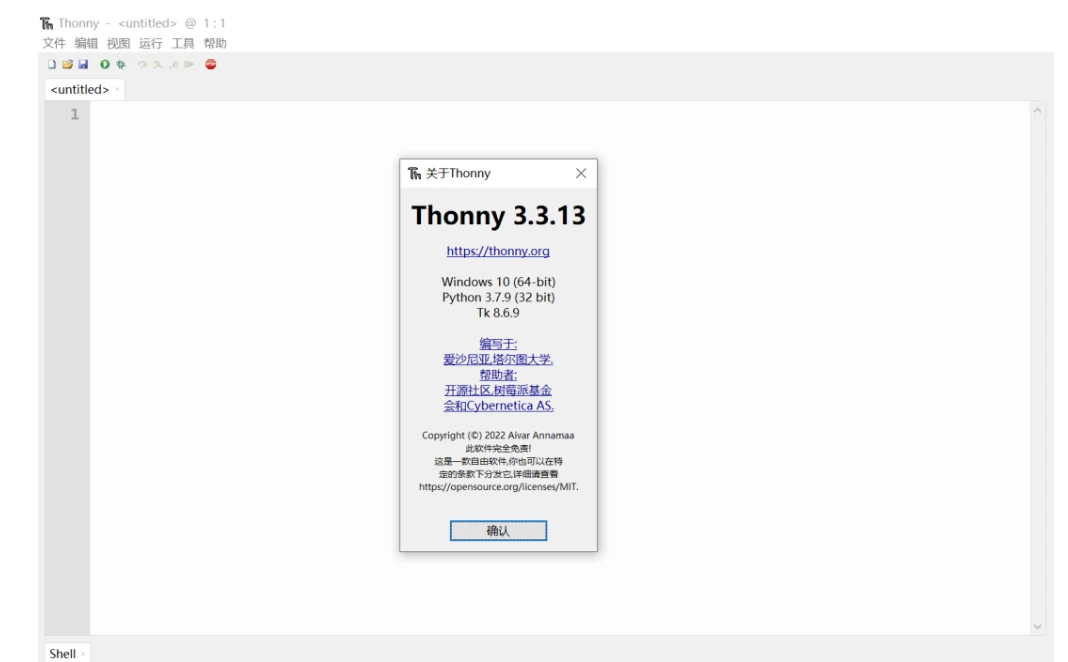 Thonny - <untitled> @ 1 : 1
文件 编辑 视图 运行 工具 帮助
<untitled>
1
关于Thonny
Thonny 3.3.13
https://thonny.org
Windows 10 (64-bit)
Python 3.7.9 (32 bit)
Tk 8.6.9
编写于:
爱沙尼亚,塔尔图大学.
帮助者:
开源社区,树莓派基金
会和Cybernetica AS.
Copyright (©) 2022 Aivar Annamaa
此软件完全免责!
这是一款自由软件,你也可以在特
定的条款下分发它,详细请查看
https://opensource.org/licenses/MIT.
确认
Shell